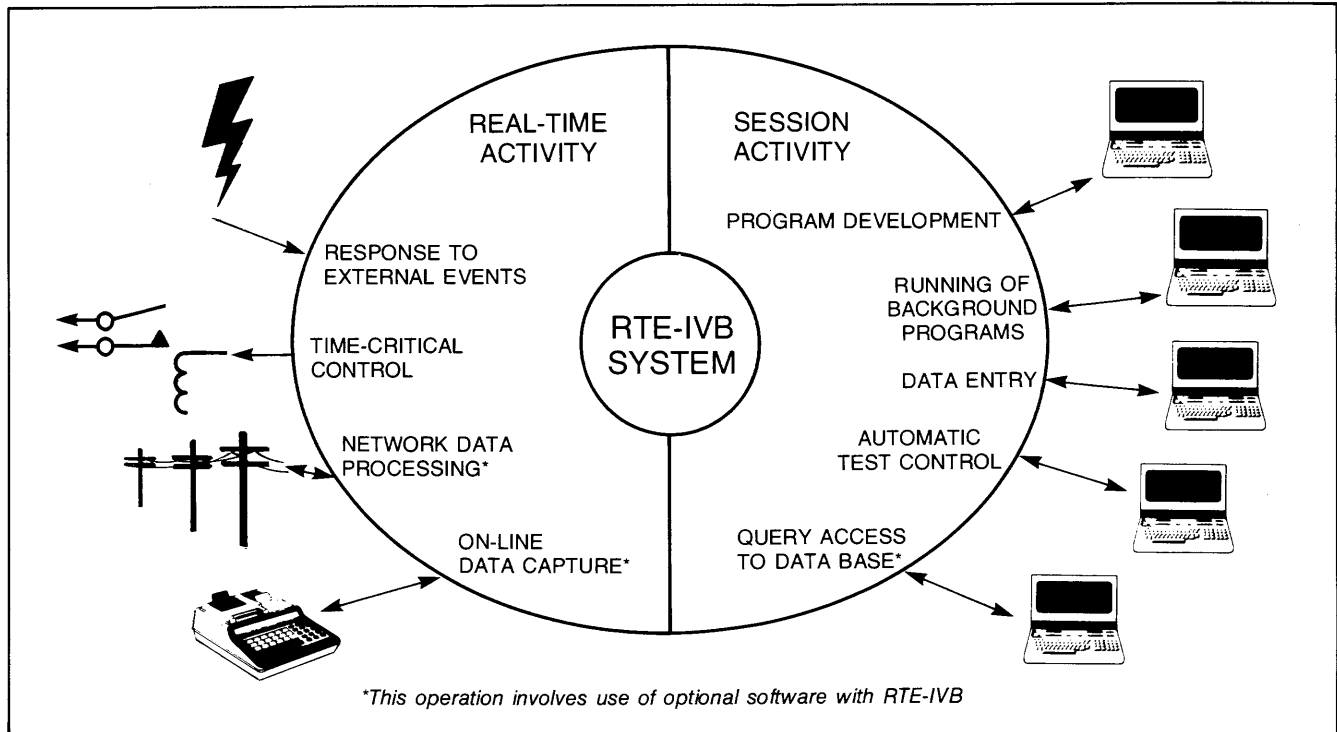 REAL-TIME
ACTIVITY
SESSION
ACTIVITY
RESPONSE TO
EXTERNAL EVENTS
TIME-CRITICAL
CONTROL
NETWORK DATA
PROCESSING*
ON-LINE
DATA CAPTURE*
RTE-IVB
SYSTEM
PROGRAM DEVELOPMENT
RUNNING OF
BACKGROUND
PROGRAMS
DATA ENTRY
AUTOMATIC
TEST CONTROL
QUERY ACCESS
TO DATA BASE*
*This operation involves use of optional software with RTE-IVB